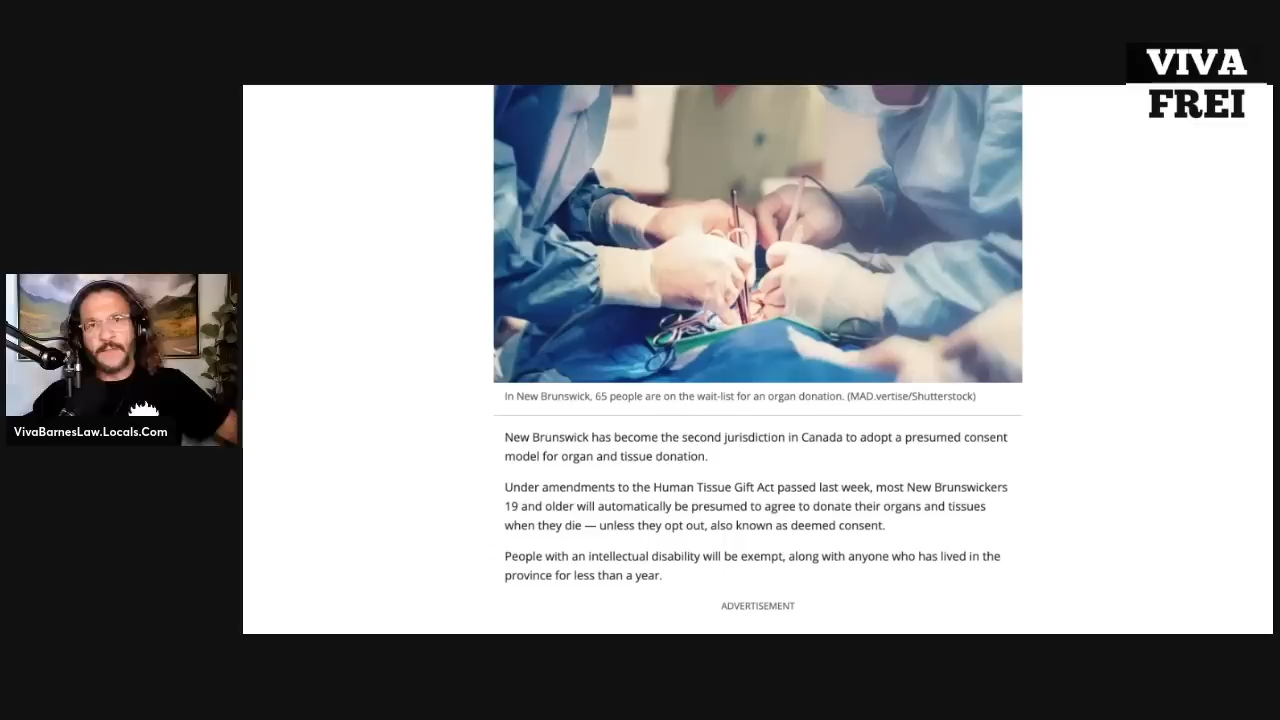 VIVA
FREI
In New Brunswick, 65 people are on the wait-list for an organ donation. (MAD.vertise/Shutterstock)
New Brunswick has become the second jurisdiction in Canada to adopt a presumed consent
model for organ and tissue donation.
Under amendments to the Human Tissue Gift Act passed last week, most New Brunswickers
19 and older will automatically be presumed to agree to donate their organs and tissues
when they die — unless they opt out, also known as deemed consent.
People with an intellectual disability will be exempt, along with anyone who has lived in the
province for less than a year.
ADVERTISEMENT
VivaBarnesLaw.Locals.Com